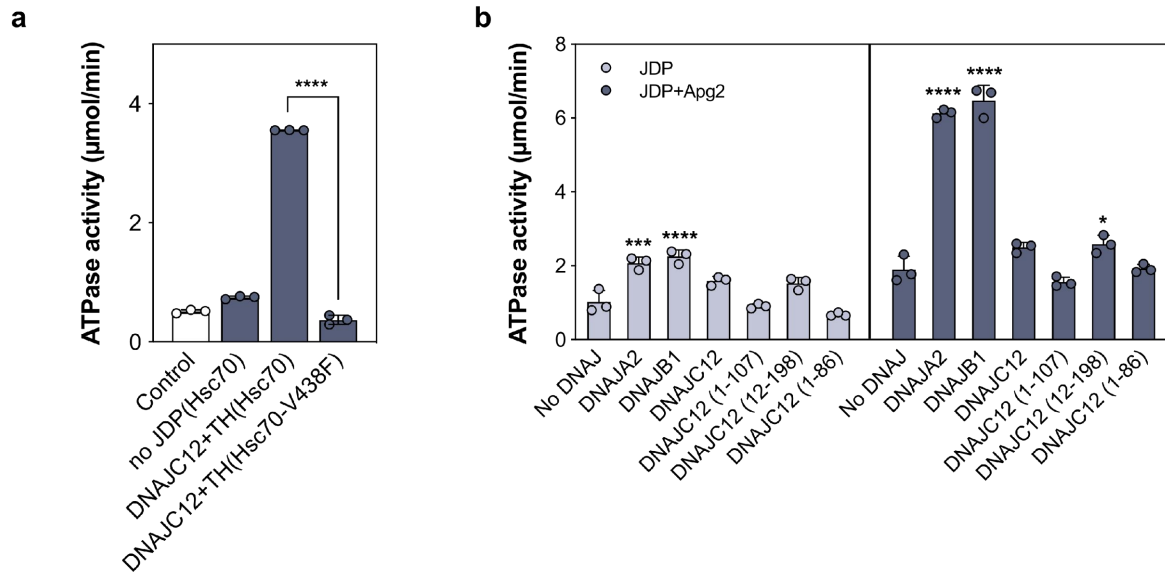 a
ATPase activity (µmol/min)
4
2
0
****
Control
no JDP(Hsc70)
DNAJC12+TH(Hsc70)
DNAJC12+TH(Hsc70-V438F)
b
ATPase activity (µmol/min)
8
6
4
2
0
JDP
JDP+Apg2
***
****
****
****
*
No DNAJ
DNAJA2
DNAJB1
DNAJC12
DNAJC12 (1-107)
DNAJC12 (12-198)
DNAJC12 (1-86)
No DNAJ
DNAJA2
DNAJB1
DNAJC12
DNAJC12 (1-107)
DNAJC12 (12-198)
DNAJC12 (1-86)